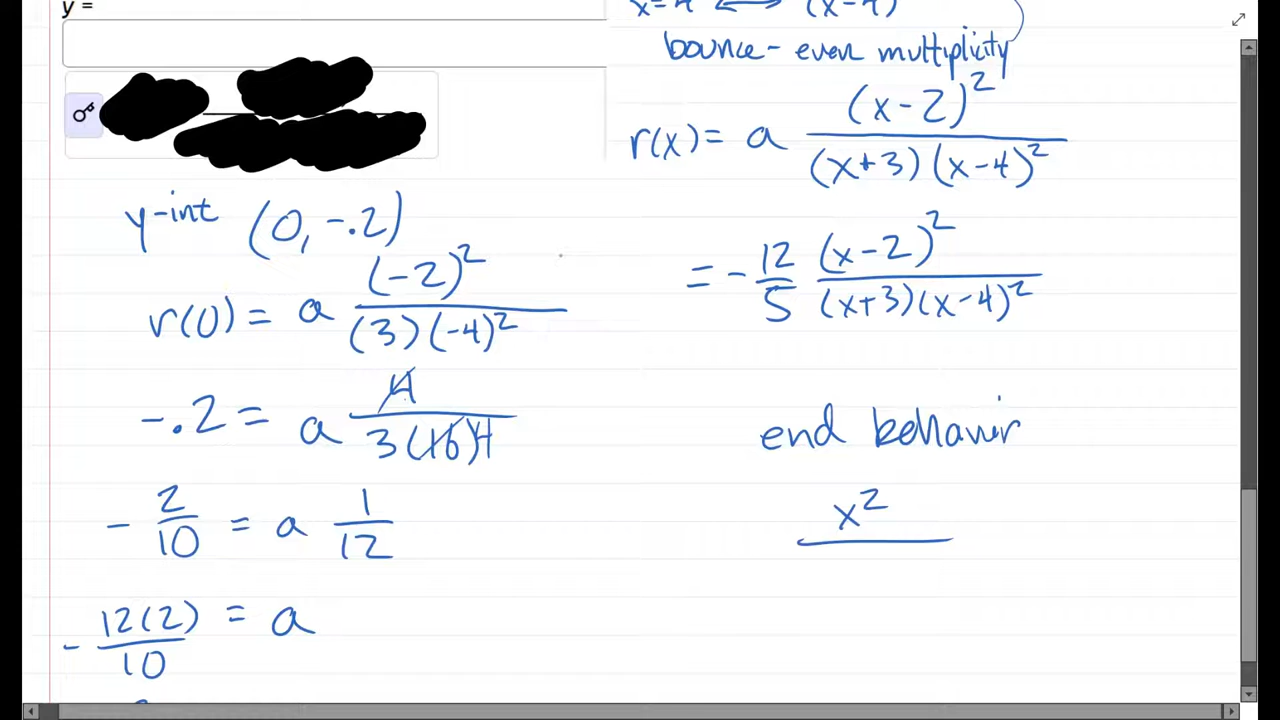 y =
x=4 ⟷ (x-4)
bounce - even multiplicity
r(x) = a (x-2)^2 / (x+3)(x-4)^2
= - 12/5 (x-2)^2 / (x+3)(x-4)^2
end behavior
x^2
y-int (0, -.2)
r(0) = a (-2)^2 / (3)(-4)^2
-.2 = a 4 / 3(16) 4
- 2/10 = a 1/12
- 12(2)/10 = a